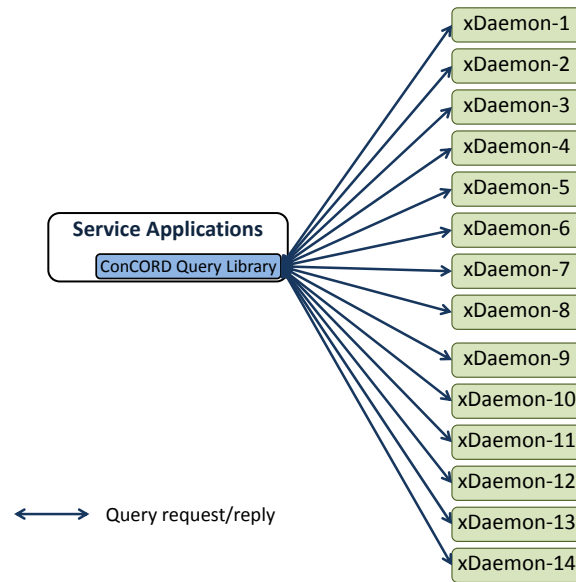 xDaemon-1
xDaemon-2
xDaemon-3
xDaemon-4
xDaemon-5
Service Applications
xDaemon-6
ConCORD Query Library
xDaemon-7
xDaemon-8
xDaemon-9
xDaemon-10
xDaemon-11
xDaemon-12
Query request/reply
xDaemon-13
xDaemon-14